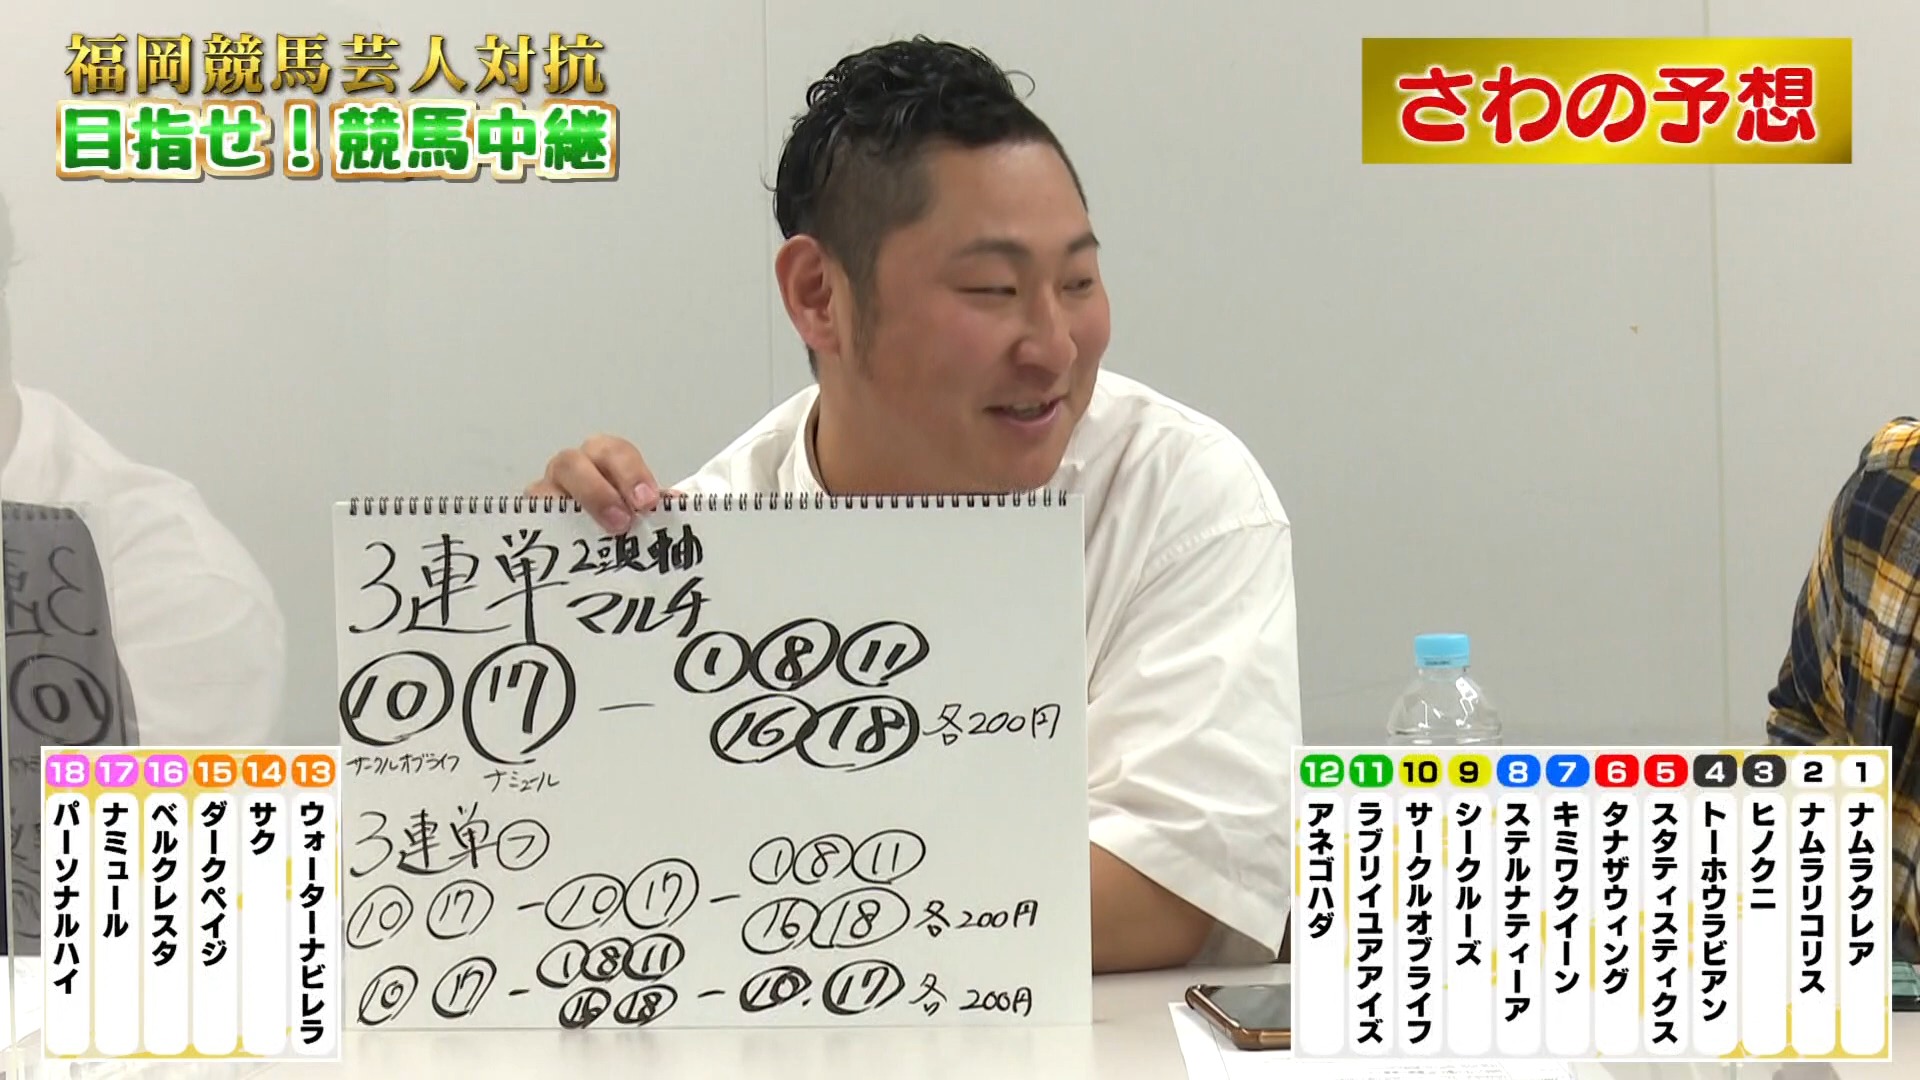 福岡競馬芸人対抗
目指せ！競馬中継
さわの予想
3連単 2頭軸
マルチ
⑩ ⑰ ― ① ⑧ ⑪
⑯ ⑱ 各200円
サークルオブライフ
ナミュール
3連単㋫
⑩ ⑰ - ⑩ ⑰ - ① ⑧ ⑪
⑯ ⑱ 各200円
⑩ ⑰ - ① ⑧ ⑪
⑯ ⑱ - ⑩.⑰ 各200円
3連
⑩
1 ナムラクレア
2 ナムラリコリス
3 ヒノクニ
4 トーホウラビアン
5 スタティスティクス
6 タナザウィング
7 キミワクイーン
8 ステルナティーア
9 シークルーズ
10 サークルオブライフ
11 ラブリイユアアイズ
12 アネゴハダ
13 ウォーターナビレラ
14 サク
15 ダークペイジ
16 ベルクレスタ
17 ナミュール
18 パーソナルハイ